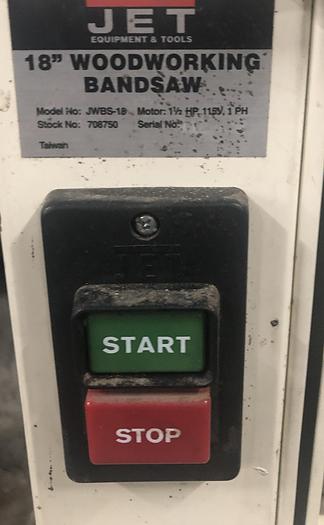 JET
EQUIPMENT & TOOLS
18” WOODWORKING
BANDSAW
Model No: JWBS-18 Motor: 1½ HP, 115V, 1 PH
Stock No: 708750 Serial No:
Taiwan
JET
START
STOP